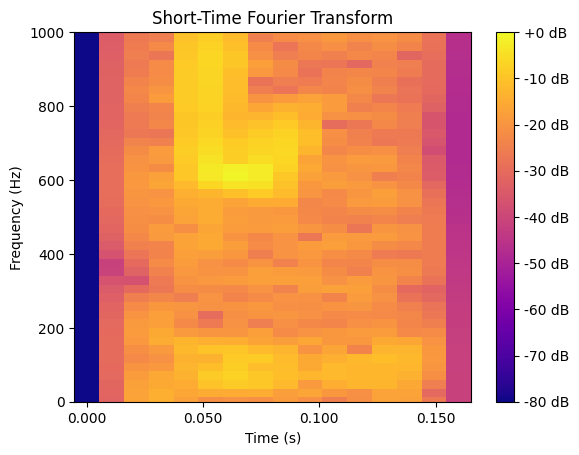 Short-Time Fourier Transform
Frequency (Hz)
1000
800
600
400
200
0
0.000
0.050
0.100
0.150
Time (s)
+0 dB
-10 dB
-20 dB
-30 dB
-40 dB
-50 dB
-60 dB
-70 dB
-80 dB